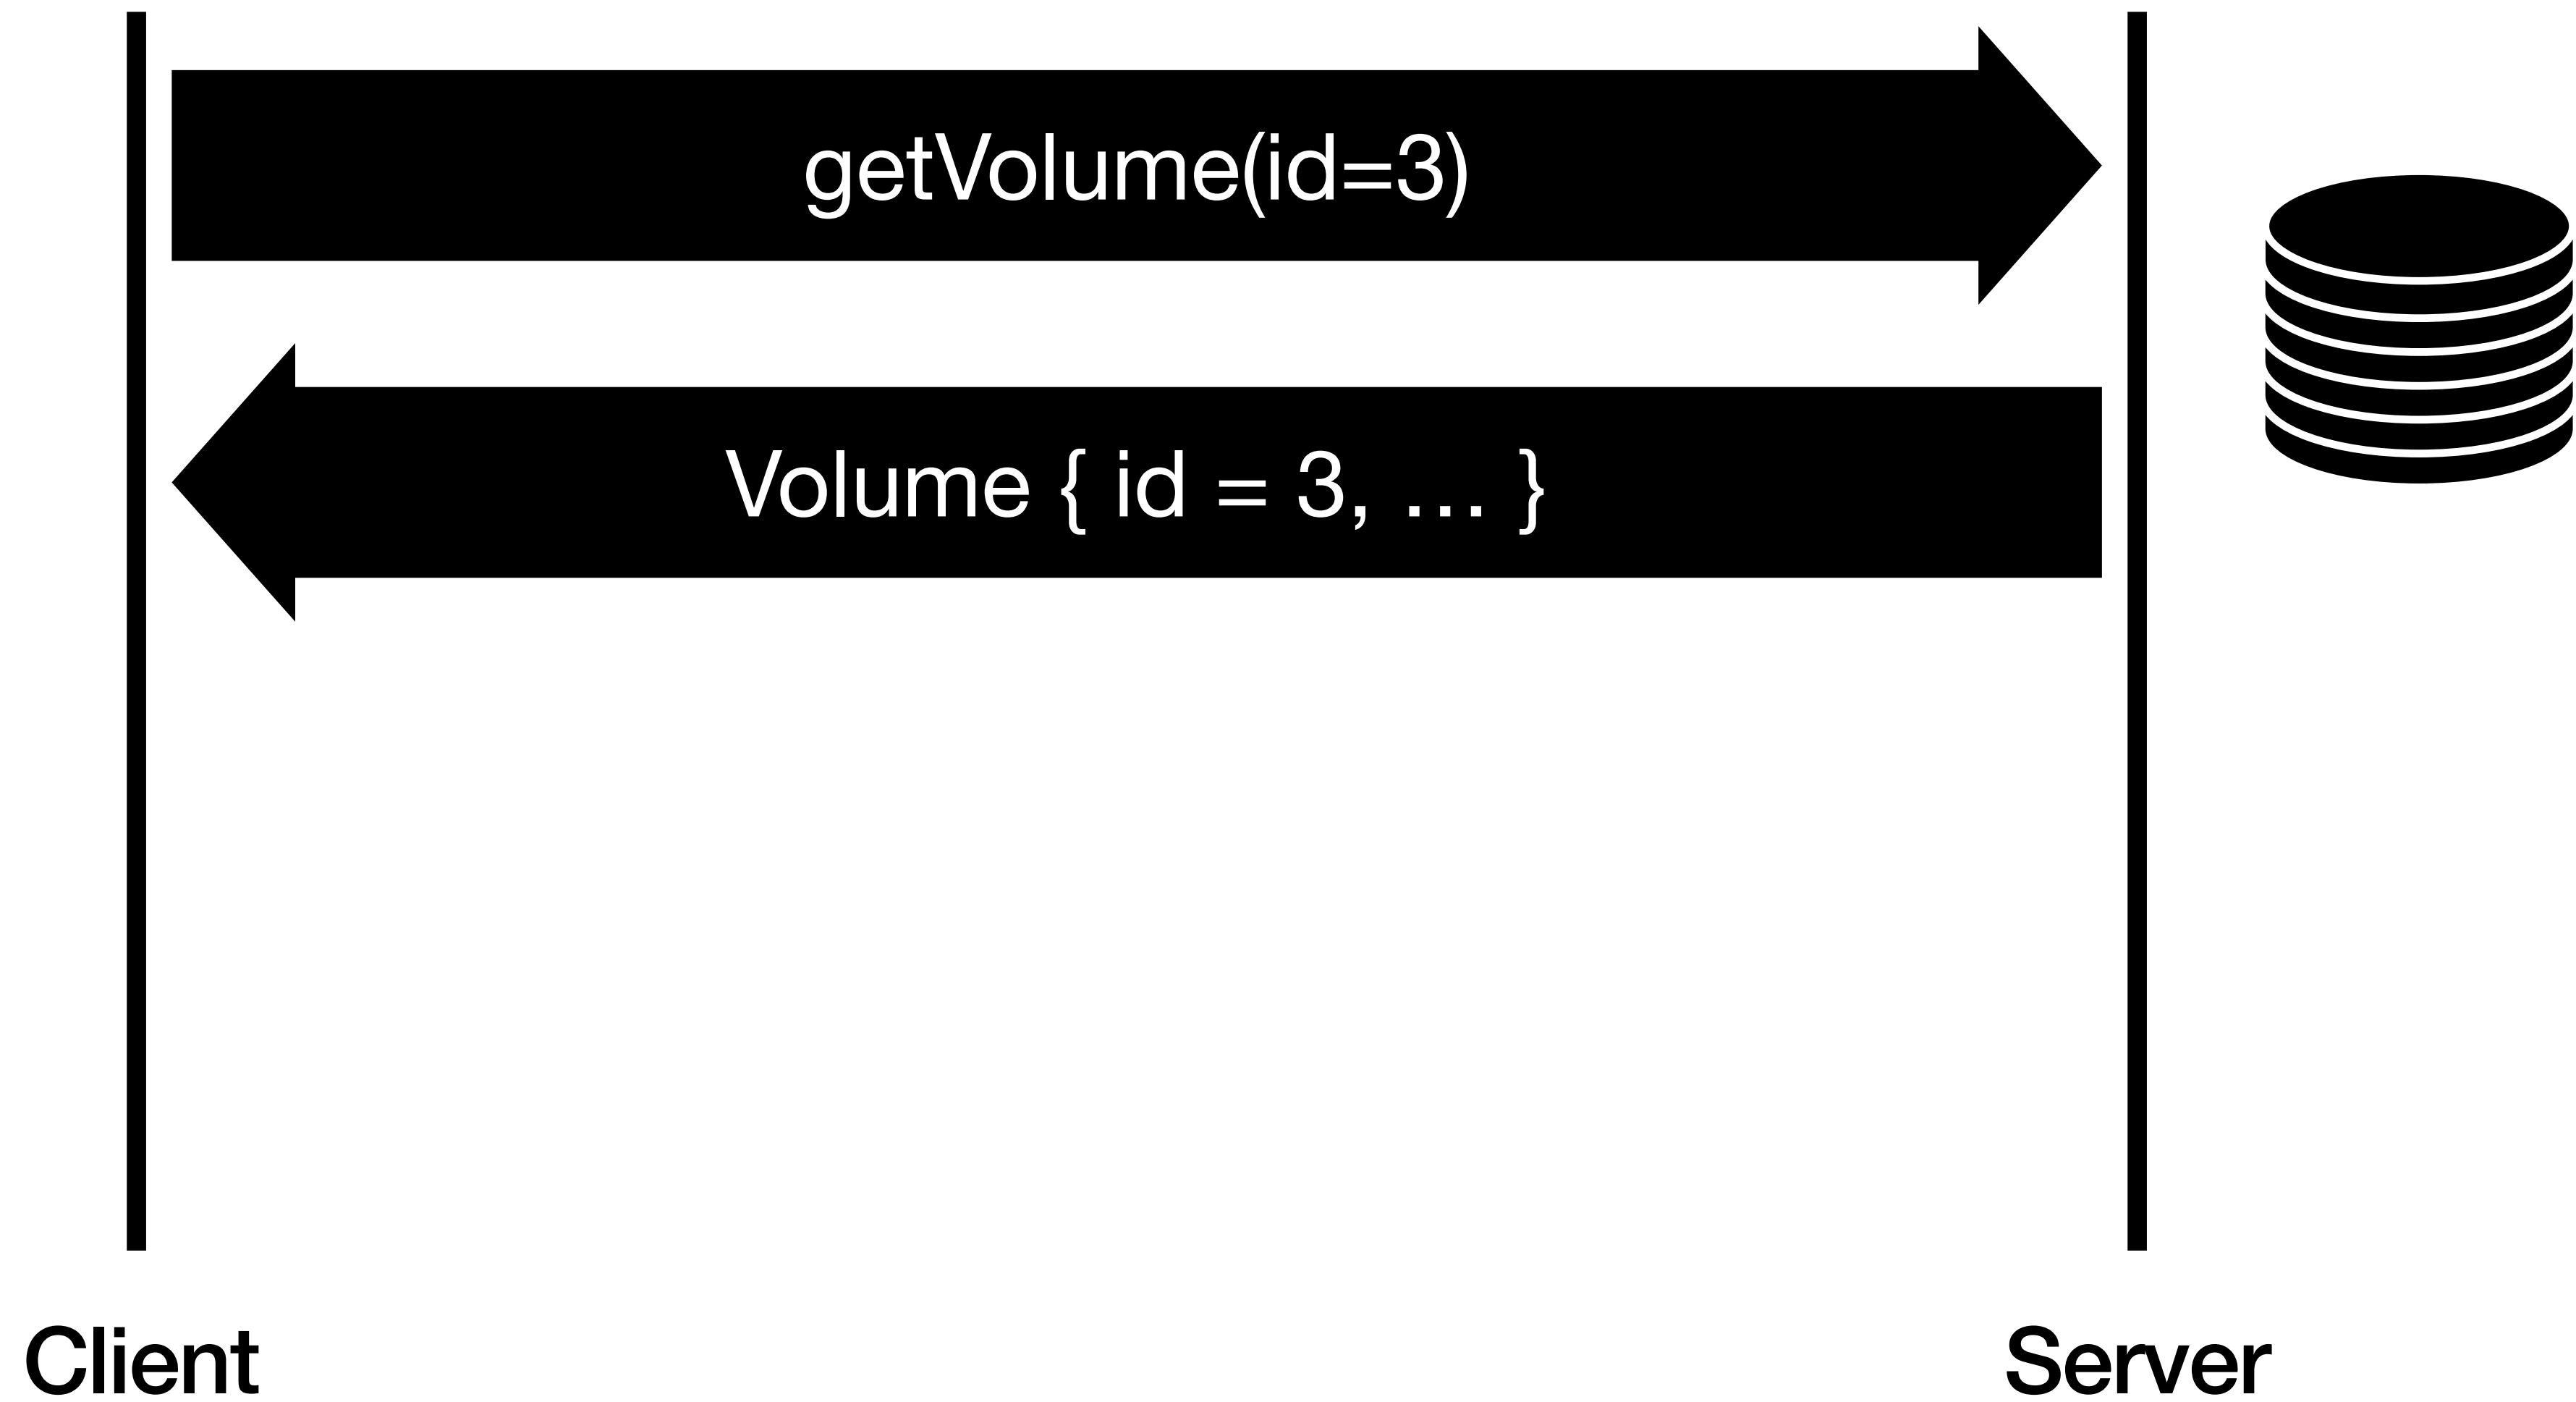 getVolume(id=3)
Volume { id = 3, ... }
Client
Server